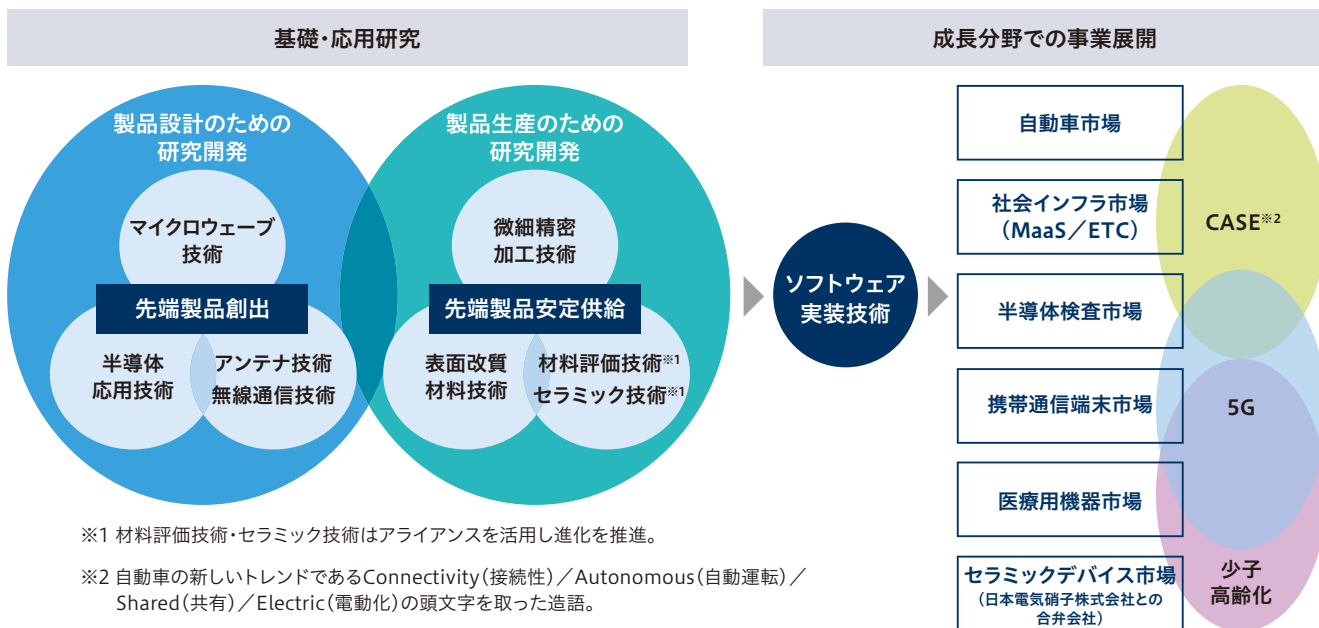 基礎・応用研究
成長分野での事業展開
製品設計のための
研究開発
マイクロウェーブ
技術
先端製品創出
半導体
応用技術
アンテナ技術
無線通信技術
製品生産のための
研究開発
微細精密
加工技術
先端製品安定供給
表面改質
材料技術
材料評価技術※1
セラミック技術※1
ソフトウェア
実装技術
自動車市場
社会インフラ市場
（MaaS／ETC）
半導体検査市場
携帯通信端末市場
医療用機器市場
セラミックデバイス市場
（日本電気硝子株式会社との
合弁会社）
CASE※2
5G
少子
高齢化
※1 材料評価技術・セラミック技術はアライアンスを活用し進化を推進。
※2 自動車の新しいトレンドであるConnectivity（接続性）／Autonomous（自動運転）／
Shared（共有）／Electric（電動化）の頭文字を取った造語。